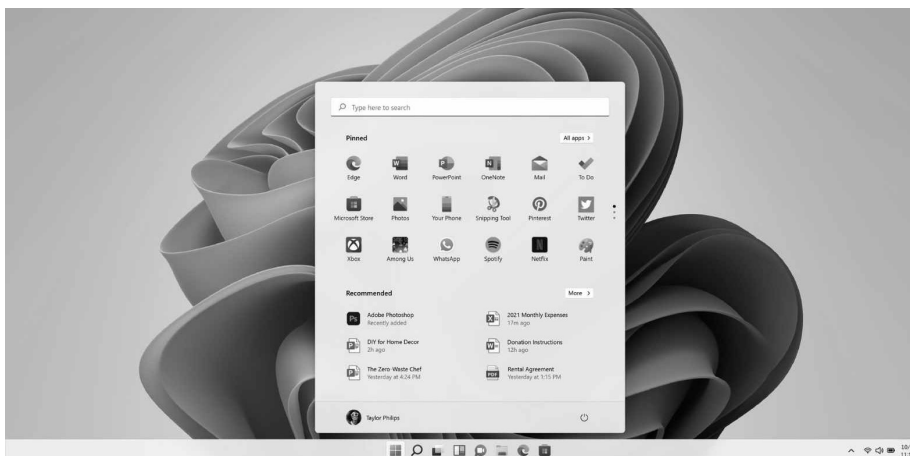 Type here to search
Pinned
All apps >
Edge
Word
PowerPoint
OneNote
Mail
To Do
Microsoft Store
Photos
Your Phone
Snipping Tool
Pinterest
Twitter
Xbox
Among Us
WhatsApp
Spotify
Netflix
Paint
Recommended
More >
Adobe Photoshop
Recently added
2021 Monthly Expenses
17m ago
DIY for Home Decor
2h ago
Donation Instructions
12h ago
The Zero-Waste Chef
Yesterday at 4:24 PM
Rental Agreement
Yesterday at 1:15 PM
Taylor Philips